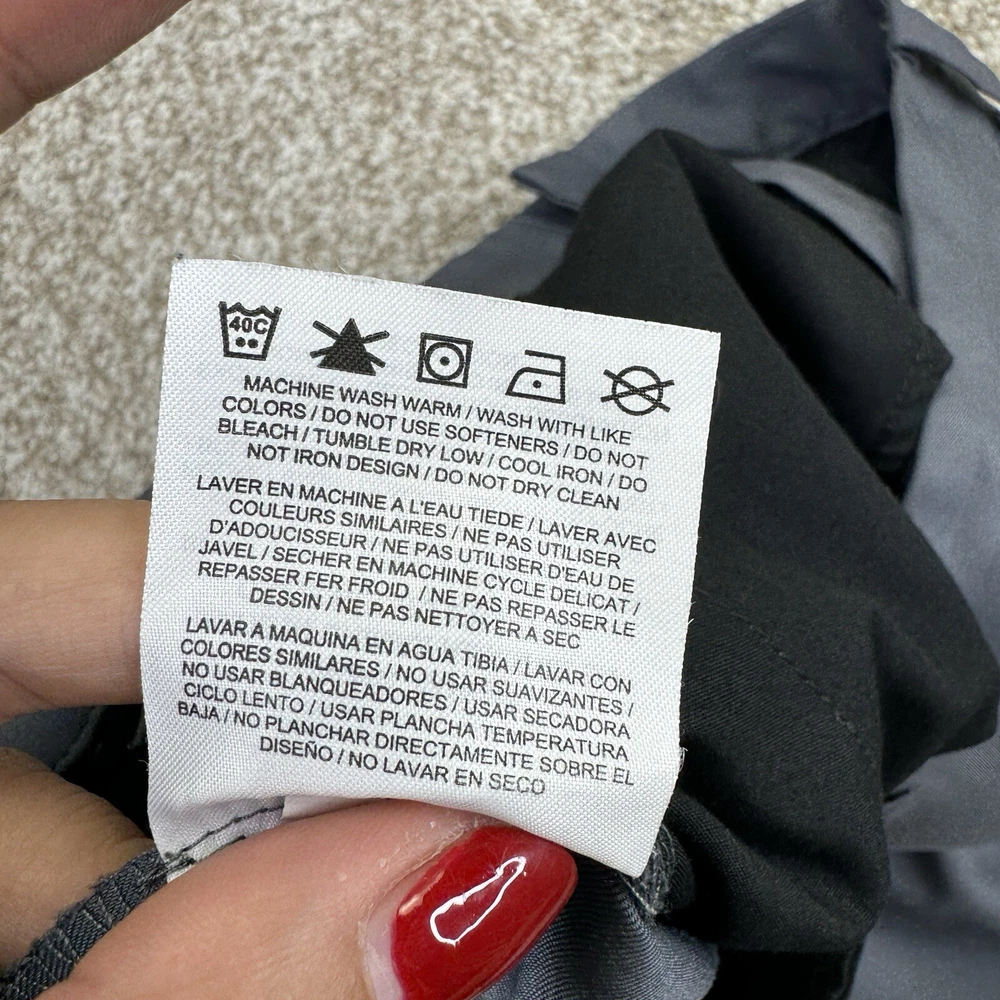 40C
MACHINE WASH WARM / WASH WITH LIKE
COLORS / DO NOT USE SOFTENERS / DO NOT
BLEACH / TUMBLE DRY LOW / COOL IRON / DO
NOT IRON DESIGN / DO NOT DRY CLEAN
LAVER EN MACHINE A L'EAU TIEDE / LAVER AVEC
COULEURS SIMILAIRES / NE PAS UTILISER
D'ADOUCISSEUR / NE PAS UTILISER D'EAU DE
JAVEL / SECHER EN MACHINE CYCLE DELICAT /
REPASSER FER FROID / NE PAS REPASSER LE
DESSIN / NE PAS NETTOYER A SEC
LAVAR A MAQUINA EN AGUA TIBIA / LAVAR CON
COLORES SIMILARES / NO USAR SUAVIZANTES /
NO USAR BLANQUEADORES / USAR SECADORA
CICLO LENTO / USAR PLANCHA TEMPERATURA
BAJA / NO PLANCHAR DIRECTAMENTE SOBRE EL
DISEÑO / NO LAVAR EN SECO